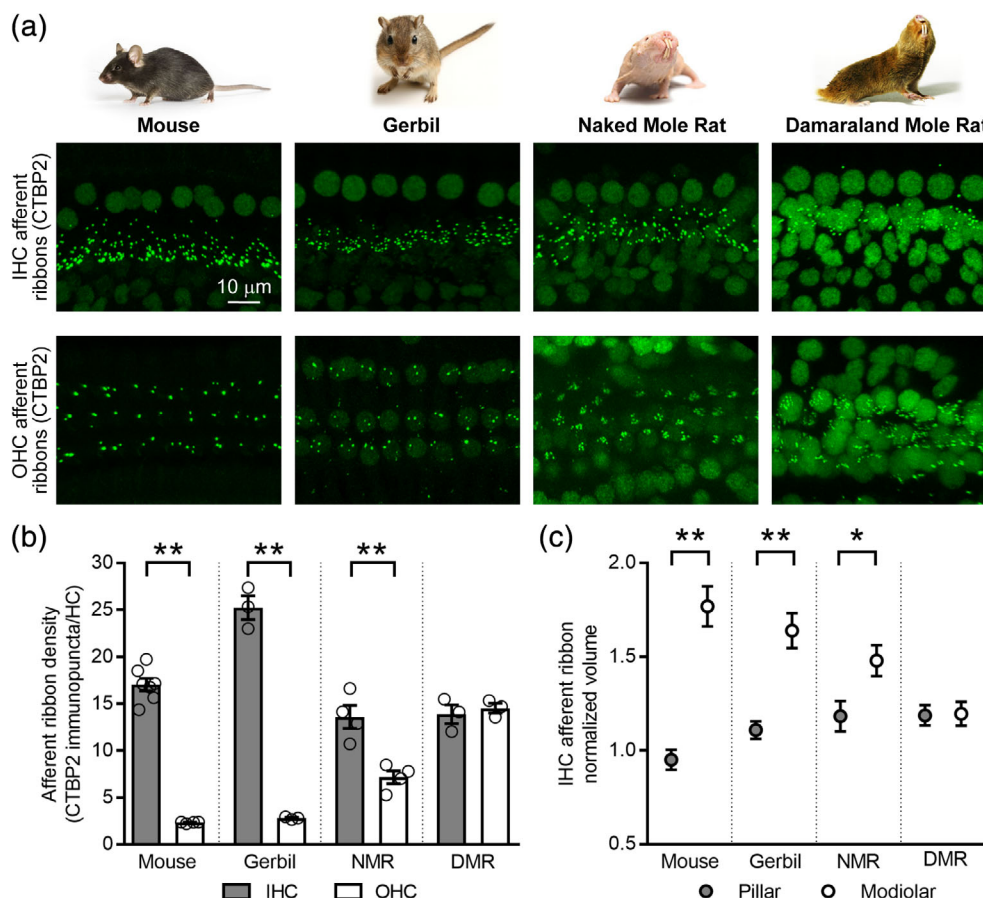 (a)
Mouse Gerbil Naked Mole Rat Damaraland Mole Rat
IHC afferent
ribbons (CTBP2)
10 μm
OHC afferent
ribbons (CTBP2)
(b)
** ** **
Afferent ribbon density
(CTBP2 immunopuncta/HC)
30
25
20
15
10
5
0
Mouse Gerbil NMR DMR
IHC OHC
(c)
** ** *
IHC afferent ribbon
normalized volume
2.0
1.5
1.0
0.5
Mouse Gerbil NMR DMR
Pillar Modiolar